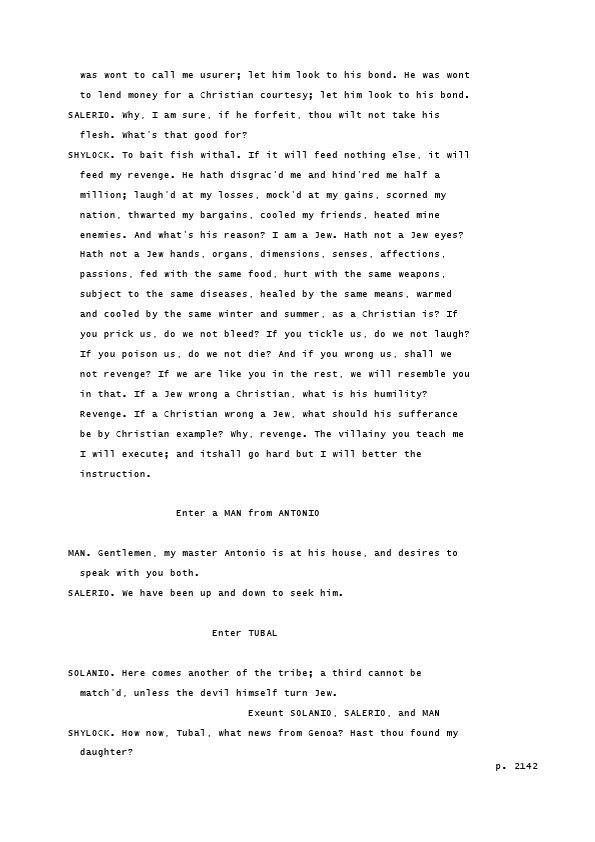 was wont to call me usurer; let him look to his bond. He was wont
to lend money for a Christian courtesy; let him look to his bond.
SALERIO. Why, I am sure, if he forfeit, thou wilt not take his
flesh. What's that good for?
SHYLOCK. To bait fish withal. If it will feed nothing else, it will
feed my revenge. He hath disgrac'd me and hind'red me half a
million; laugh'd at my losses, mock'd at my gains, scorned my
nation, thwarted my bargains, cooled my friends, heated mine
enemies. And what's his reason? I am a Jew. Hath not a Jew eyes?
Hath not a Jew hands, organs, dimensions, senses, affections,
passions, fed with the same food, hurt with the same weapons,
subject to the same diseases, healed by the same means, warmed
and cooled by the same winter and summer, as a Christian is? If
you prick us, do we not bleed? If you tickle us, do we not laugh?
If you poison us, do we not die? And if you wrong us, shall we
not revenge? If we are like you in the rest, we will resemble you
in that. If a Jew wrong a Christian, what is his humility?
Revenge. If a Christian wrong a Jew, what should his sufferance
be by Christian example? Why, revenge. The villainy you teach me
I will execute; and itshall go hard but I will better the
instruction.
Enter a MAN from ANTONIO
MAN. Gentlemen, my master Antonio is at his house, and desires to
speak with you both.
SALERIO. We have been up and down to seek him.
Enter TUBAL
SOLANIO. Here comes another of the tribe; a third cannot be
match'd, unless the devil himself turn Jew.
Exeunt SOLANIO, SALERIO, and MAN
SHYLOCK. How now, Tubal, what news from Genoa? Hast thou found my
daughter?
p. 2142